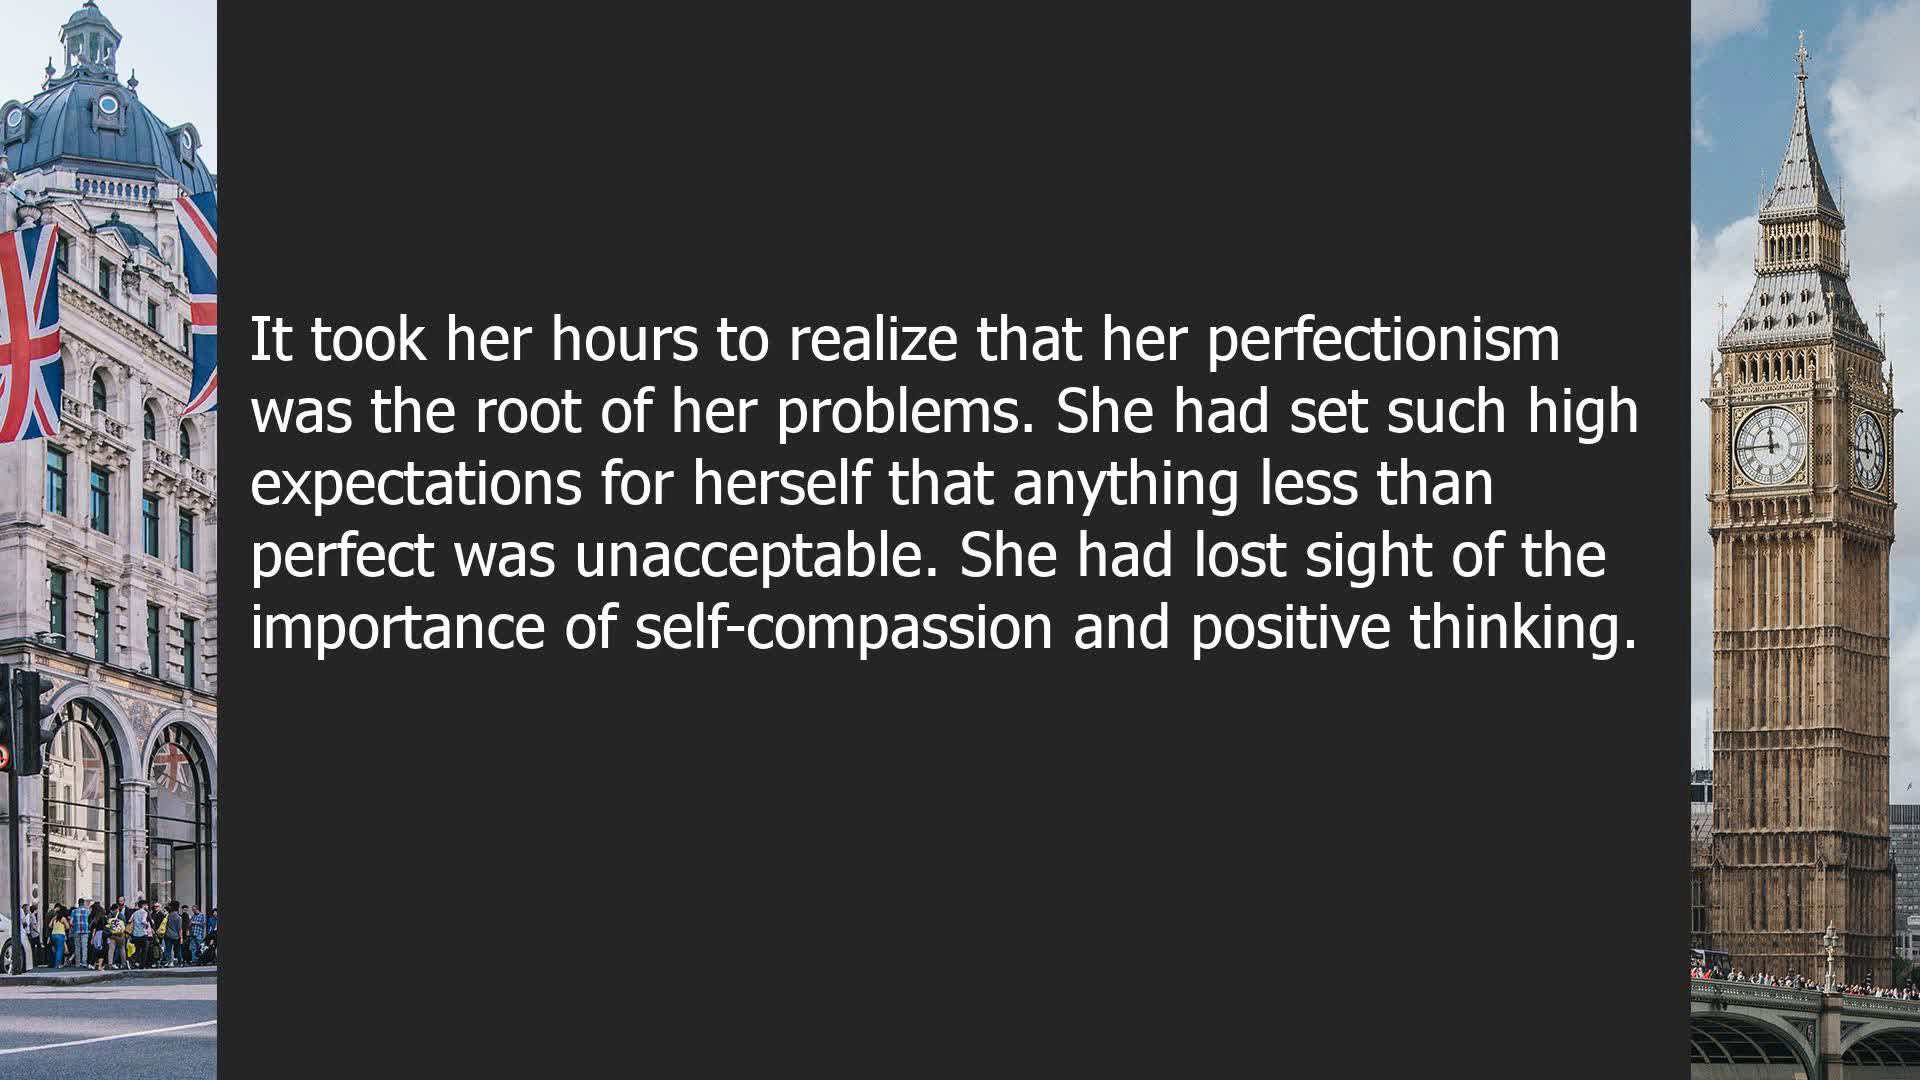 It took her hours to realize that her perfectionism
was the root of her problems. She had set such high
expectations for herself that anything less than
perfect was unacceptable. She had lost sight of the
importance of self-compassion and positive thinking.